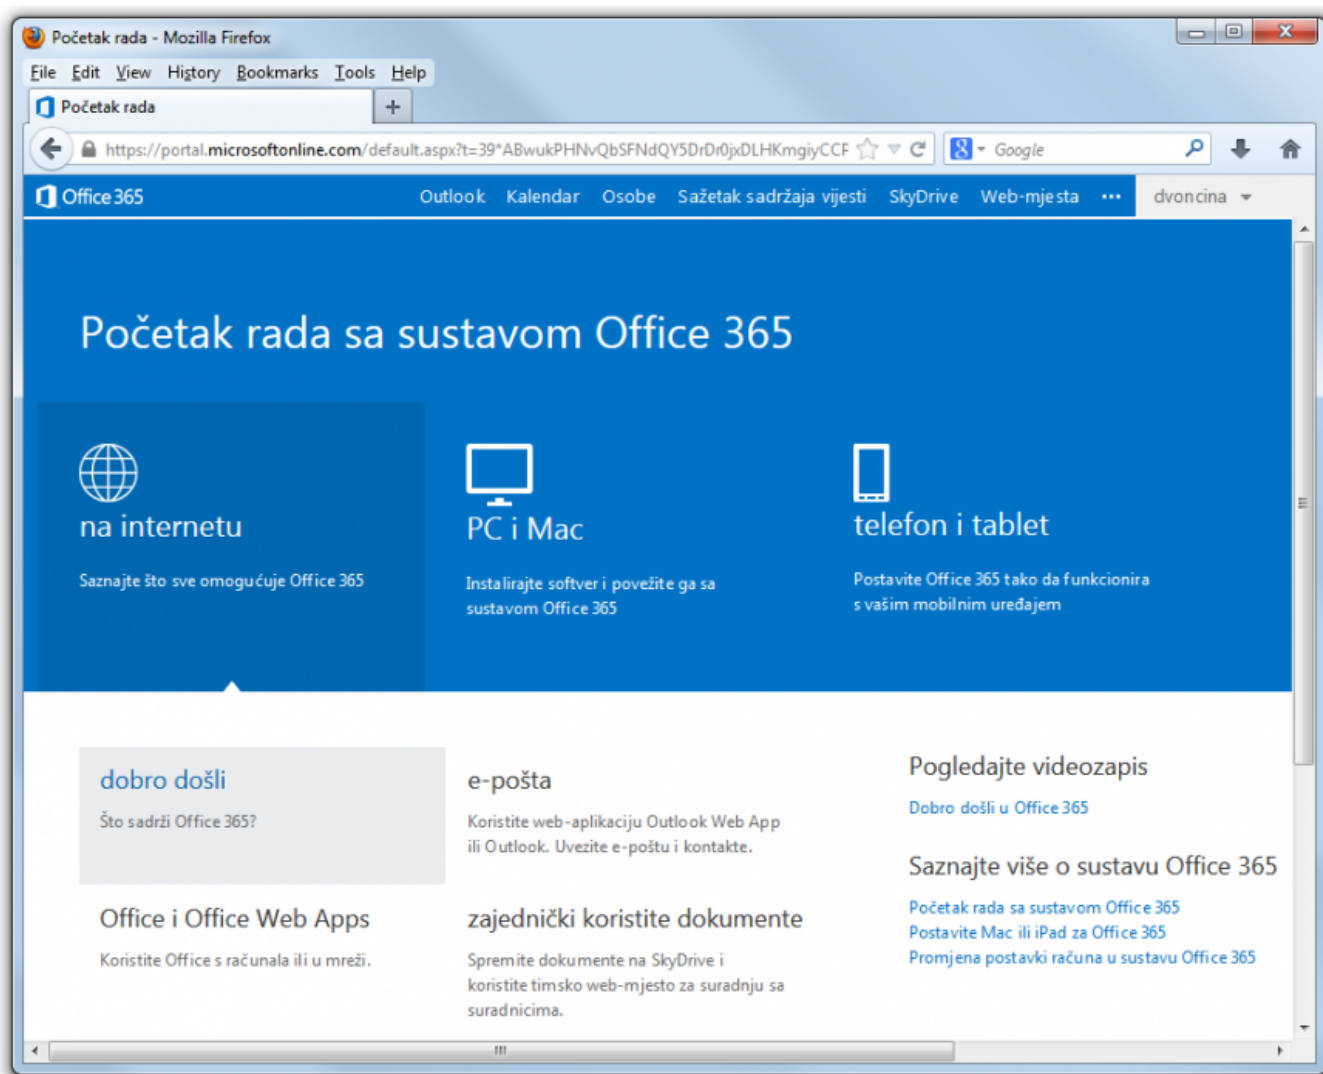 Početak rada - Mozilla Firefox
File Edit View History Bookmarks Tools Help
Početak rada
https://portal.microsoftonline.com/default.aspx?t=39*ABwukPHNvQbSFNdQY5DrDr0jxDLHKmgiyCCF
Google
Office 365 Outlook Kalendar Osobe Sažetak sadržaja vijesti SkyDrive Web-mjesta ··· dvoncina
Početak rada sa sustavom Office 365
na internetu
Saznajte što sve omogućuje Office 365
PC i Mac
Instalirajte softver i povežite ga sa
sustavom Office 365
telefon i tablet
Postavite Office 365 tako da funkcionira
s vašim mobilnim uređajem
dobro došli
Što sadrži Office 365?
e-pošta
Koristite web-aplikaciju Outlook Web App
ili Outlook. Uvezite e-poštu i kontakte.
Office i Office Web Apps
Koristite Office s računala ili u mreži.
zajednički koristite dokumente
Spremite dokumente na SkyDrive i
koristite timsko web-mjesto za suradnju sa
suradnicima.
Pogledajte videozapis
Dobro došli u Office 365
Saznajte više o sustavu Office 365
Početak rada sa sustavom Office 365
Postavite Mac ili iPad za Office 365
Promjena postavki računa u sustavu Office 365